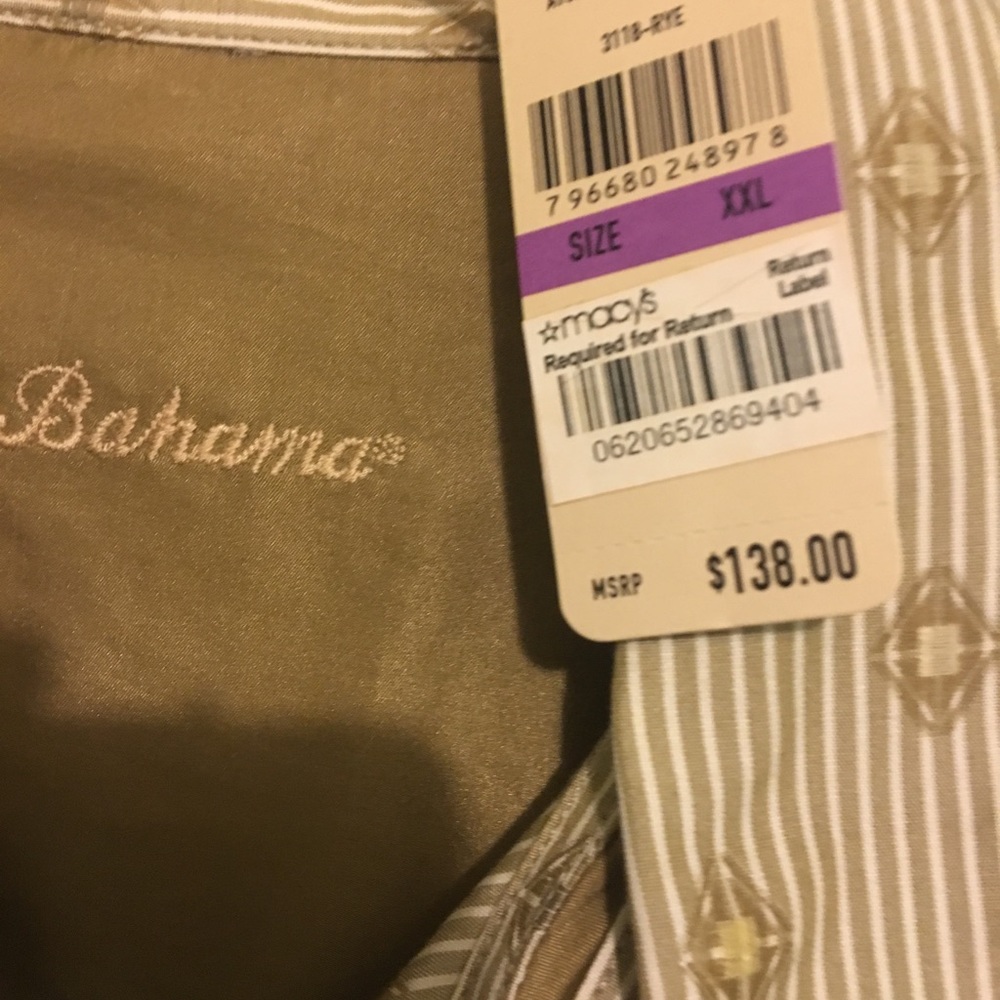 3118-RYE
7 96680 24897 8
SIZE XXL
☆macy's
Return
Label
Required for Return
0620652869404
MSRP $138.00
Bahama®